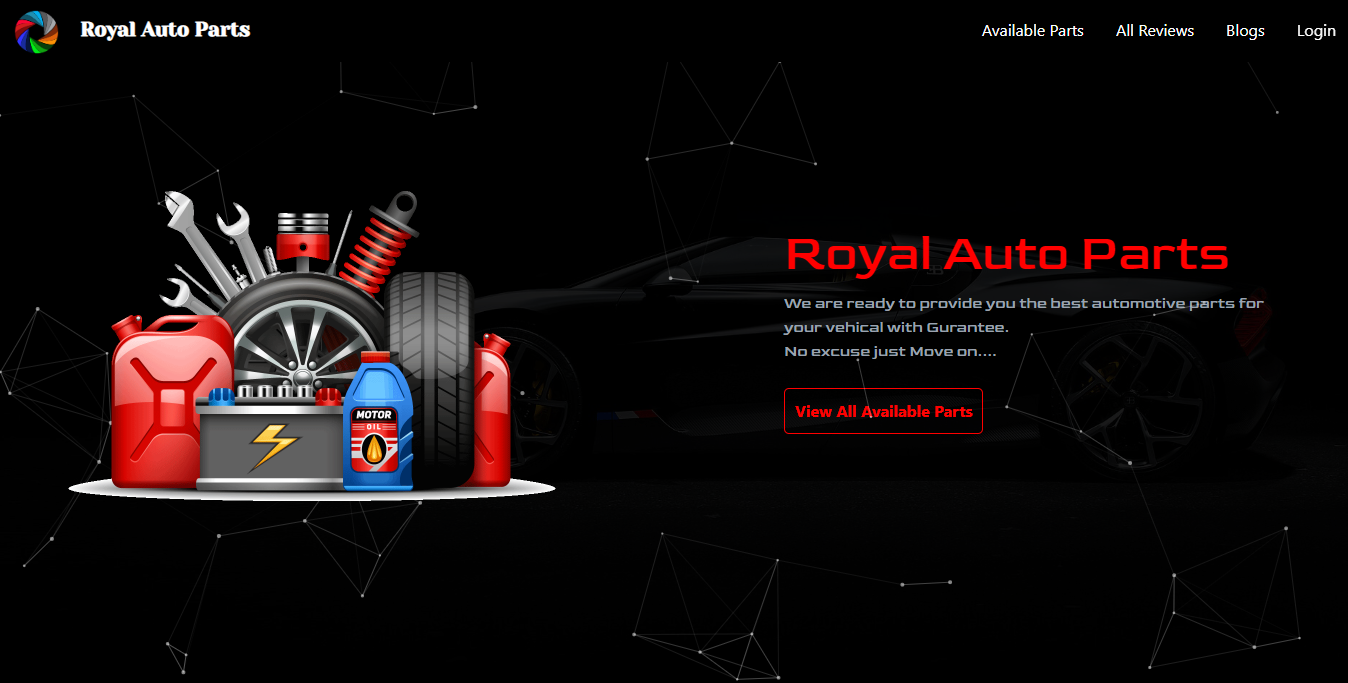 Royal Auto Parts
Available Parts
All Reviews
Blogs
Login
Royal Auto Parts
We are ready to provide you the best automotive parts for
your vehical with Gurantee.
No excuse just Move on....
View All Available Parts
MOTOR
OIL